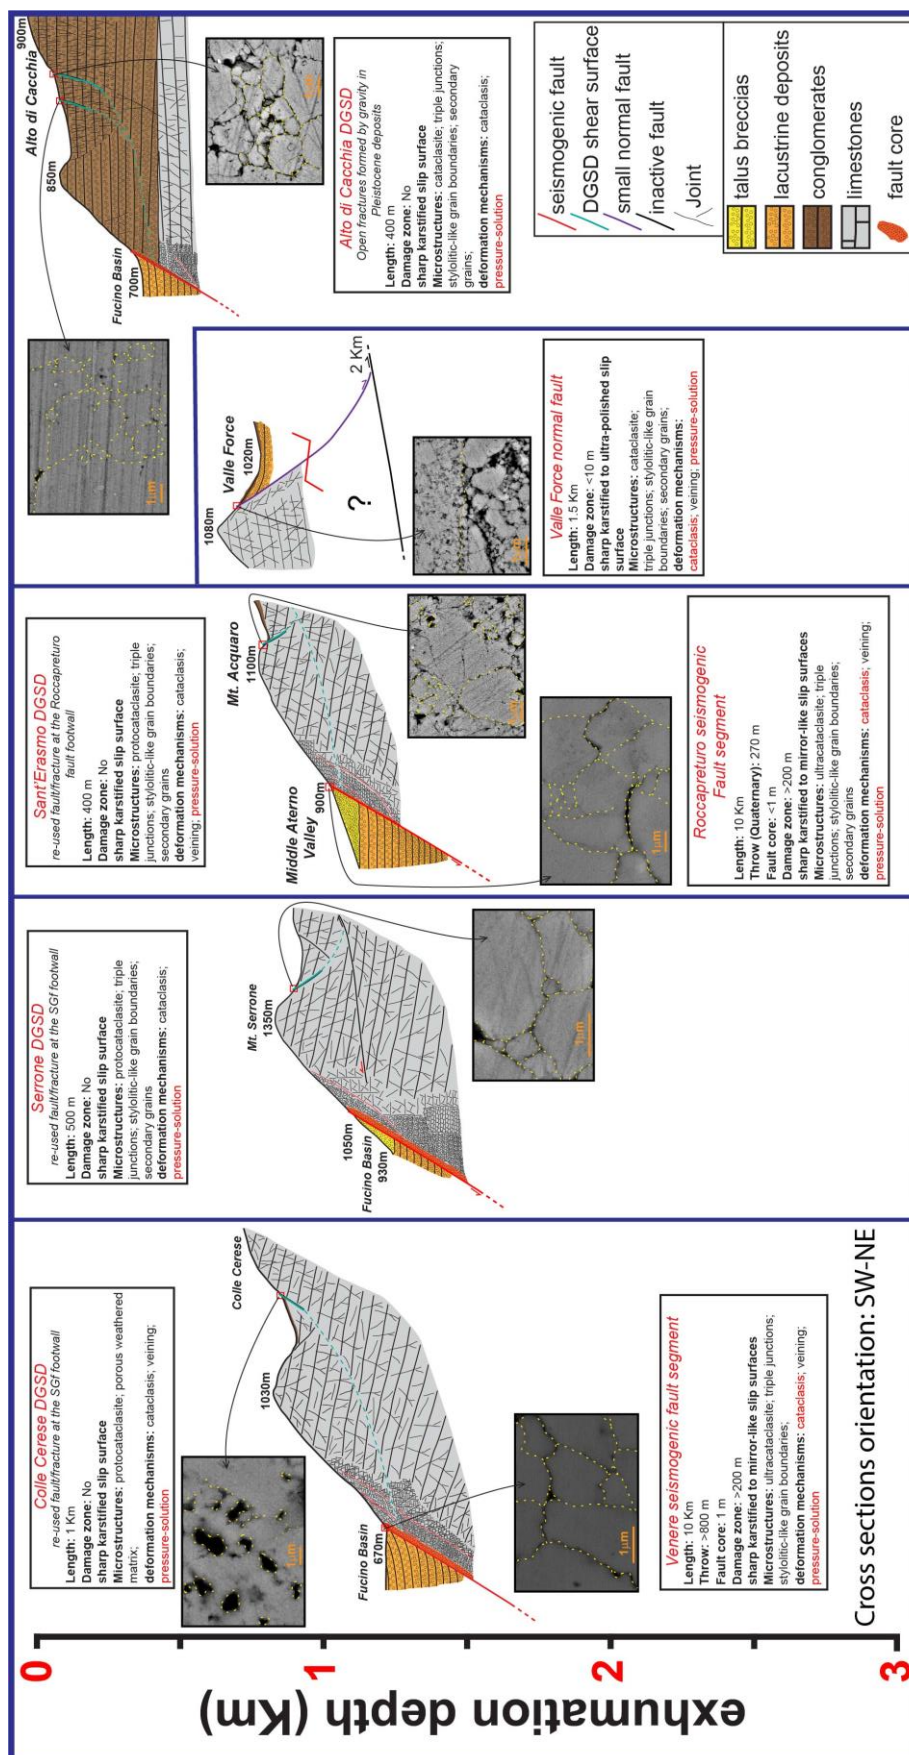 exhumation depth (Km)
0
1
2
3
Colle Cerese DGSD
re-used fault/fracture at the SGf footwall
Length: 1 Km
Damage zone: No
sharp karstified slip surface
Microstructures: protocataclasite; porous weathered
matrix;
deformation mechanisms: cataclasis; veining;
pressure-solution
1µm
Colle Cerese
1030m
Fucino Basin
670m
1µm
Venere seismogenic fault segment
Length: 10 Km
Throw: >800 m
Fault core: 1 m
Damage zone: >200 m
sharp karstified to mirror-like slip surfaces
Microstructures: ultracataclasite; triple junctions;
stylolitic-like grain boundaries;
deformation mechanisms: cataclasis; veining;
pressure-solution
Cross sections orientation: SW-NE
Serrone DGSD
re-used fault/fracture at the SGf footwall
Length: 500 m
Damage zone: No
sharp karstified slip surface
Microstructures: protocataclasite; triple
junctions; stylolitic-like grain boundaries;
secondary grains
deformation mechanisms: cataclasis;
pressure-solution
Mt. Serrone
1350m
1050m
Fucino Basin
930m
1µm
Sant'Erasmo DGSD
re-used fault/fracture at the Roccapreturo
fault footwall
Length: 400 m
Damage zone: No
sharp karstified slip surface
Microstructures: protocataclasite; triple
junctions; stylolitic-like grain boundaries;
secondary grains
deformation mechanisms: cataclasis;
veining; pressure-solution
Mt. Acquaro
1100m
Middle Aterno
Valley
900m
1µm
Roccapreturo seismogenic
Fault segment
Length: 10 Km
Throw (Quaternary): 270 m
Fault core: <1 m
Damage zone: >200 m
sharp karstified to mirror-like slip surfaces
Microstructures: ultracataclasite; triple
junctions; stylolitic-like grain boundaries;
secondary grains
deformation mechanisms: cataclasis; veining;
pressure-solution
1µm
Valle Force
1080m
1020m
?
2 Km
Valle Force normal fault
Length: 1.5 Km
Damage zone: <10 m
sharp karstified to ultra-polished slip
surface
Microstructures: cataclasite;
triple junctions; stylolitic-like grain
boundaries; secondary grains;
deformation mechanisms:
cataclasis; veining; pressure-solution
Alto di Cacchia
900m
850m
Fucino Basin
700m
Alto di Cacchia DGSD
Open fractures formed by gravity in
Pleistocene deposits
Length: 400 m
Damage zone: No
sharp karstified slip surface
Microstructures: cataclasite; triple junctions;
stylolitic-like grain boundaries; secondary
grains;
deformation mechanisms: cataclasis;
pressure-solution
seismogenic fault
DGSD shear surface
small normal fault
inactive fault
Joint
talus breccias
lacustrine deposits
conglomerates
limestones
fault core